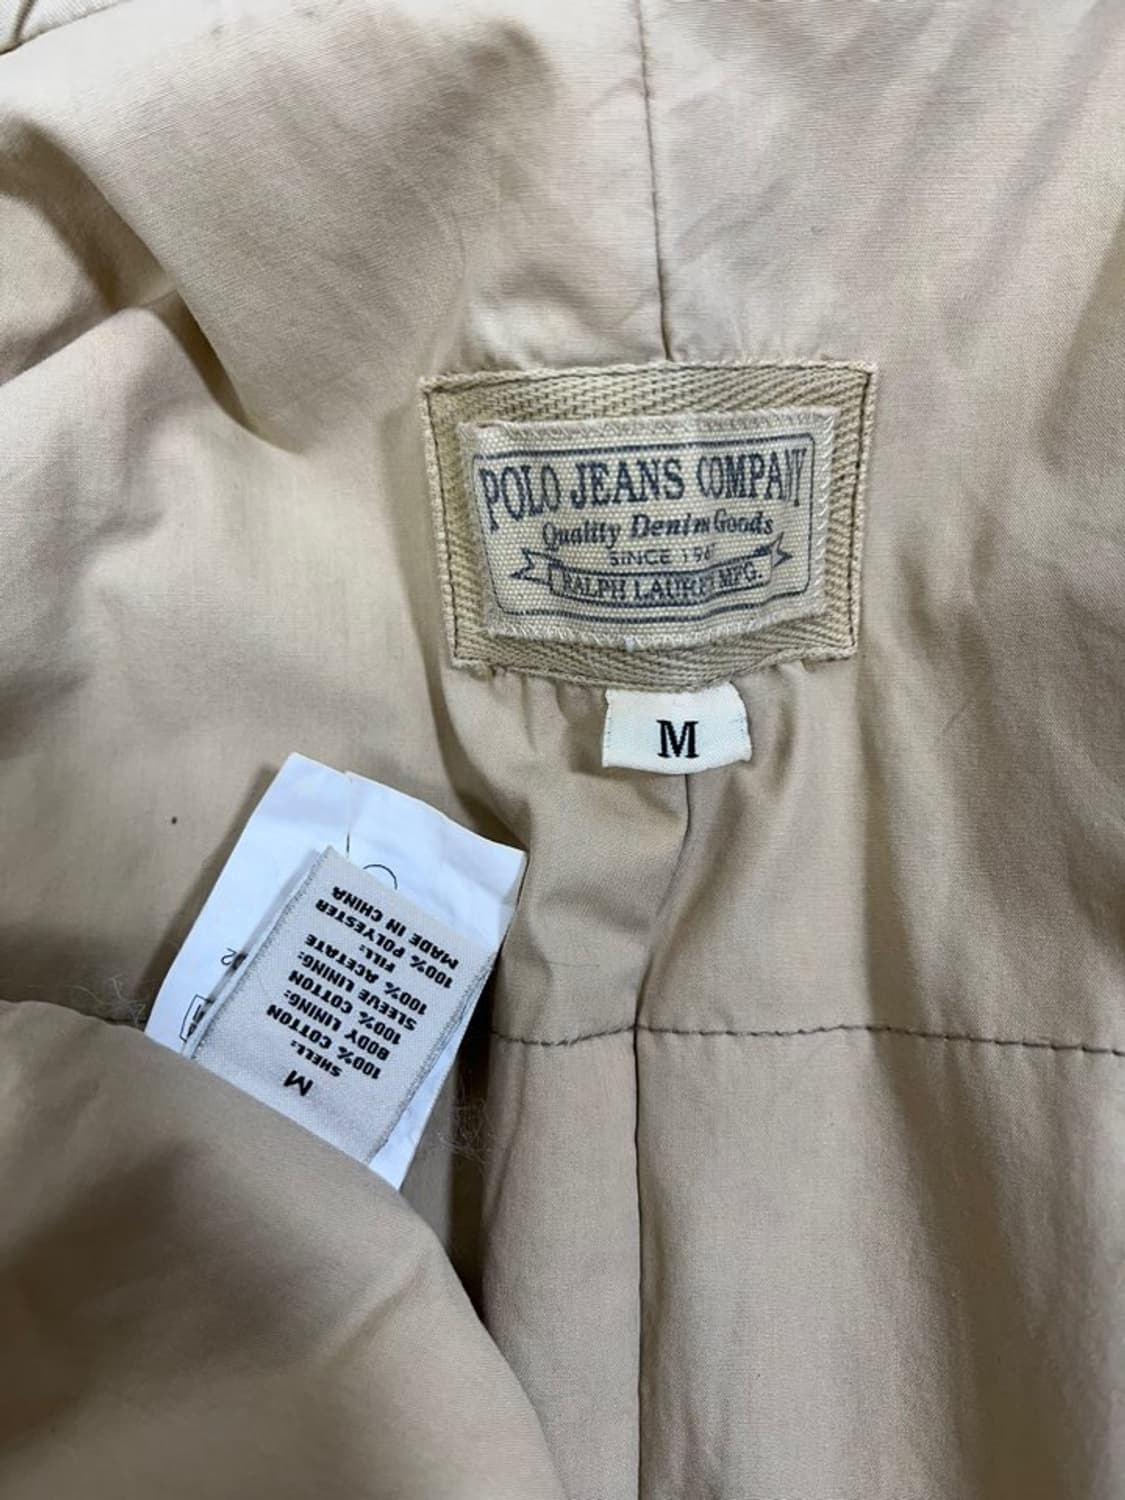 POLO JEANS COMPANY
Quality Denim Goods
SINCE 196
RALPH LAUREN MFG.
M
M
SHELL:
100% COTTON
BODY LINING:
100% COTTON
SLEEVE LINING:
100% ACETATE
FILL:
100% POLYESTER
MADE IN CHINA